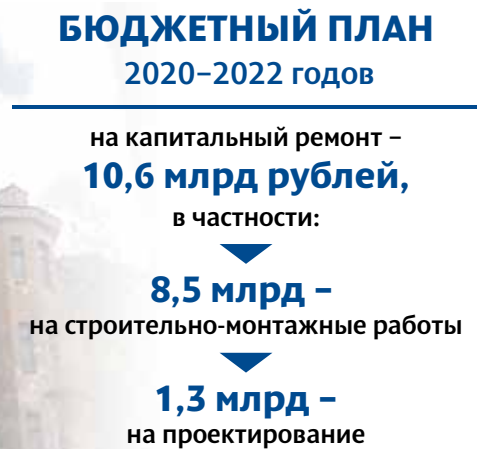 БЮДЖЕТНЫЙ ПЛАН
2020–2022 годов
на капитальный ремонт –
10,6 млрд рублей,
в частности:
8,5 млрд –
на строительно-монтажные работы
1,3 млрд –
на проектирование